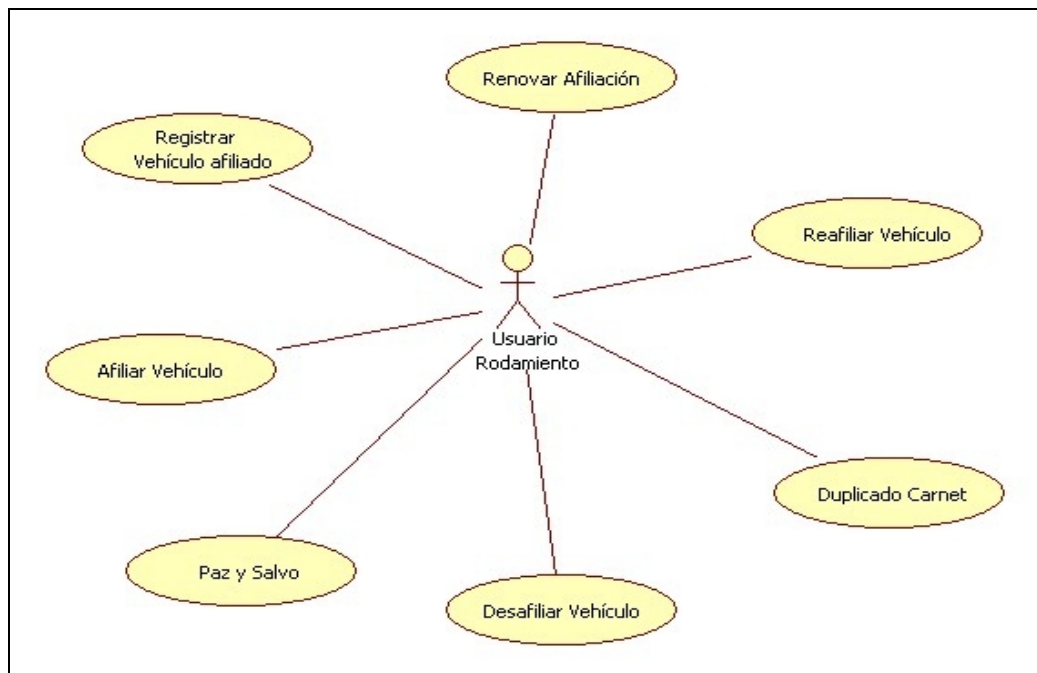 Renovar Afiliación
Registrar
Vehículo afiliado
Reafiliar Vehículo
Usuario
Rodamiento
Afiliar Vehículo
Duplicado Carnet
Paz y Salvo
Desafiliar Vehículo